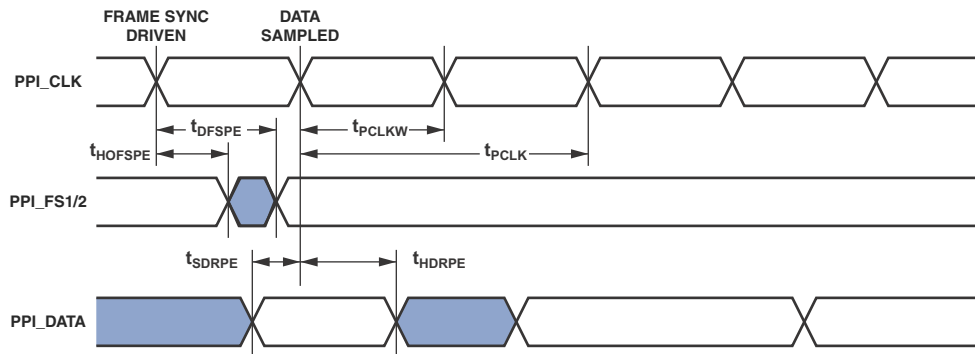 FRAME SYNC
DRIVEN
DATA
SAMPLED
PPI_CLK
tDFSPE
tPCLKW
tHOFSPE
tPCLK
PPI_FS1/2
tSDRPE
tHDRPE
PPI_DATA